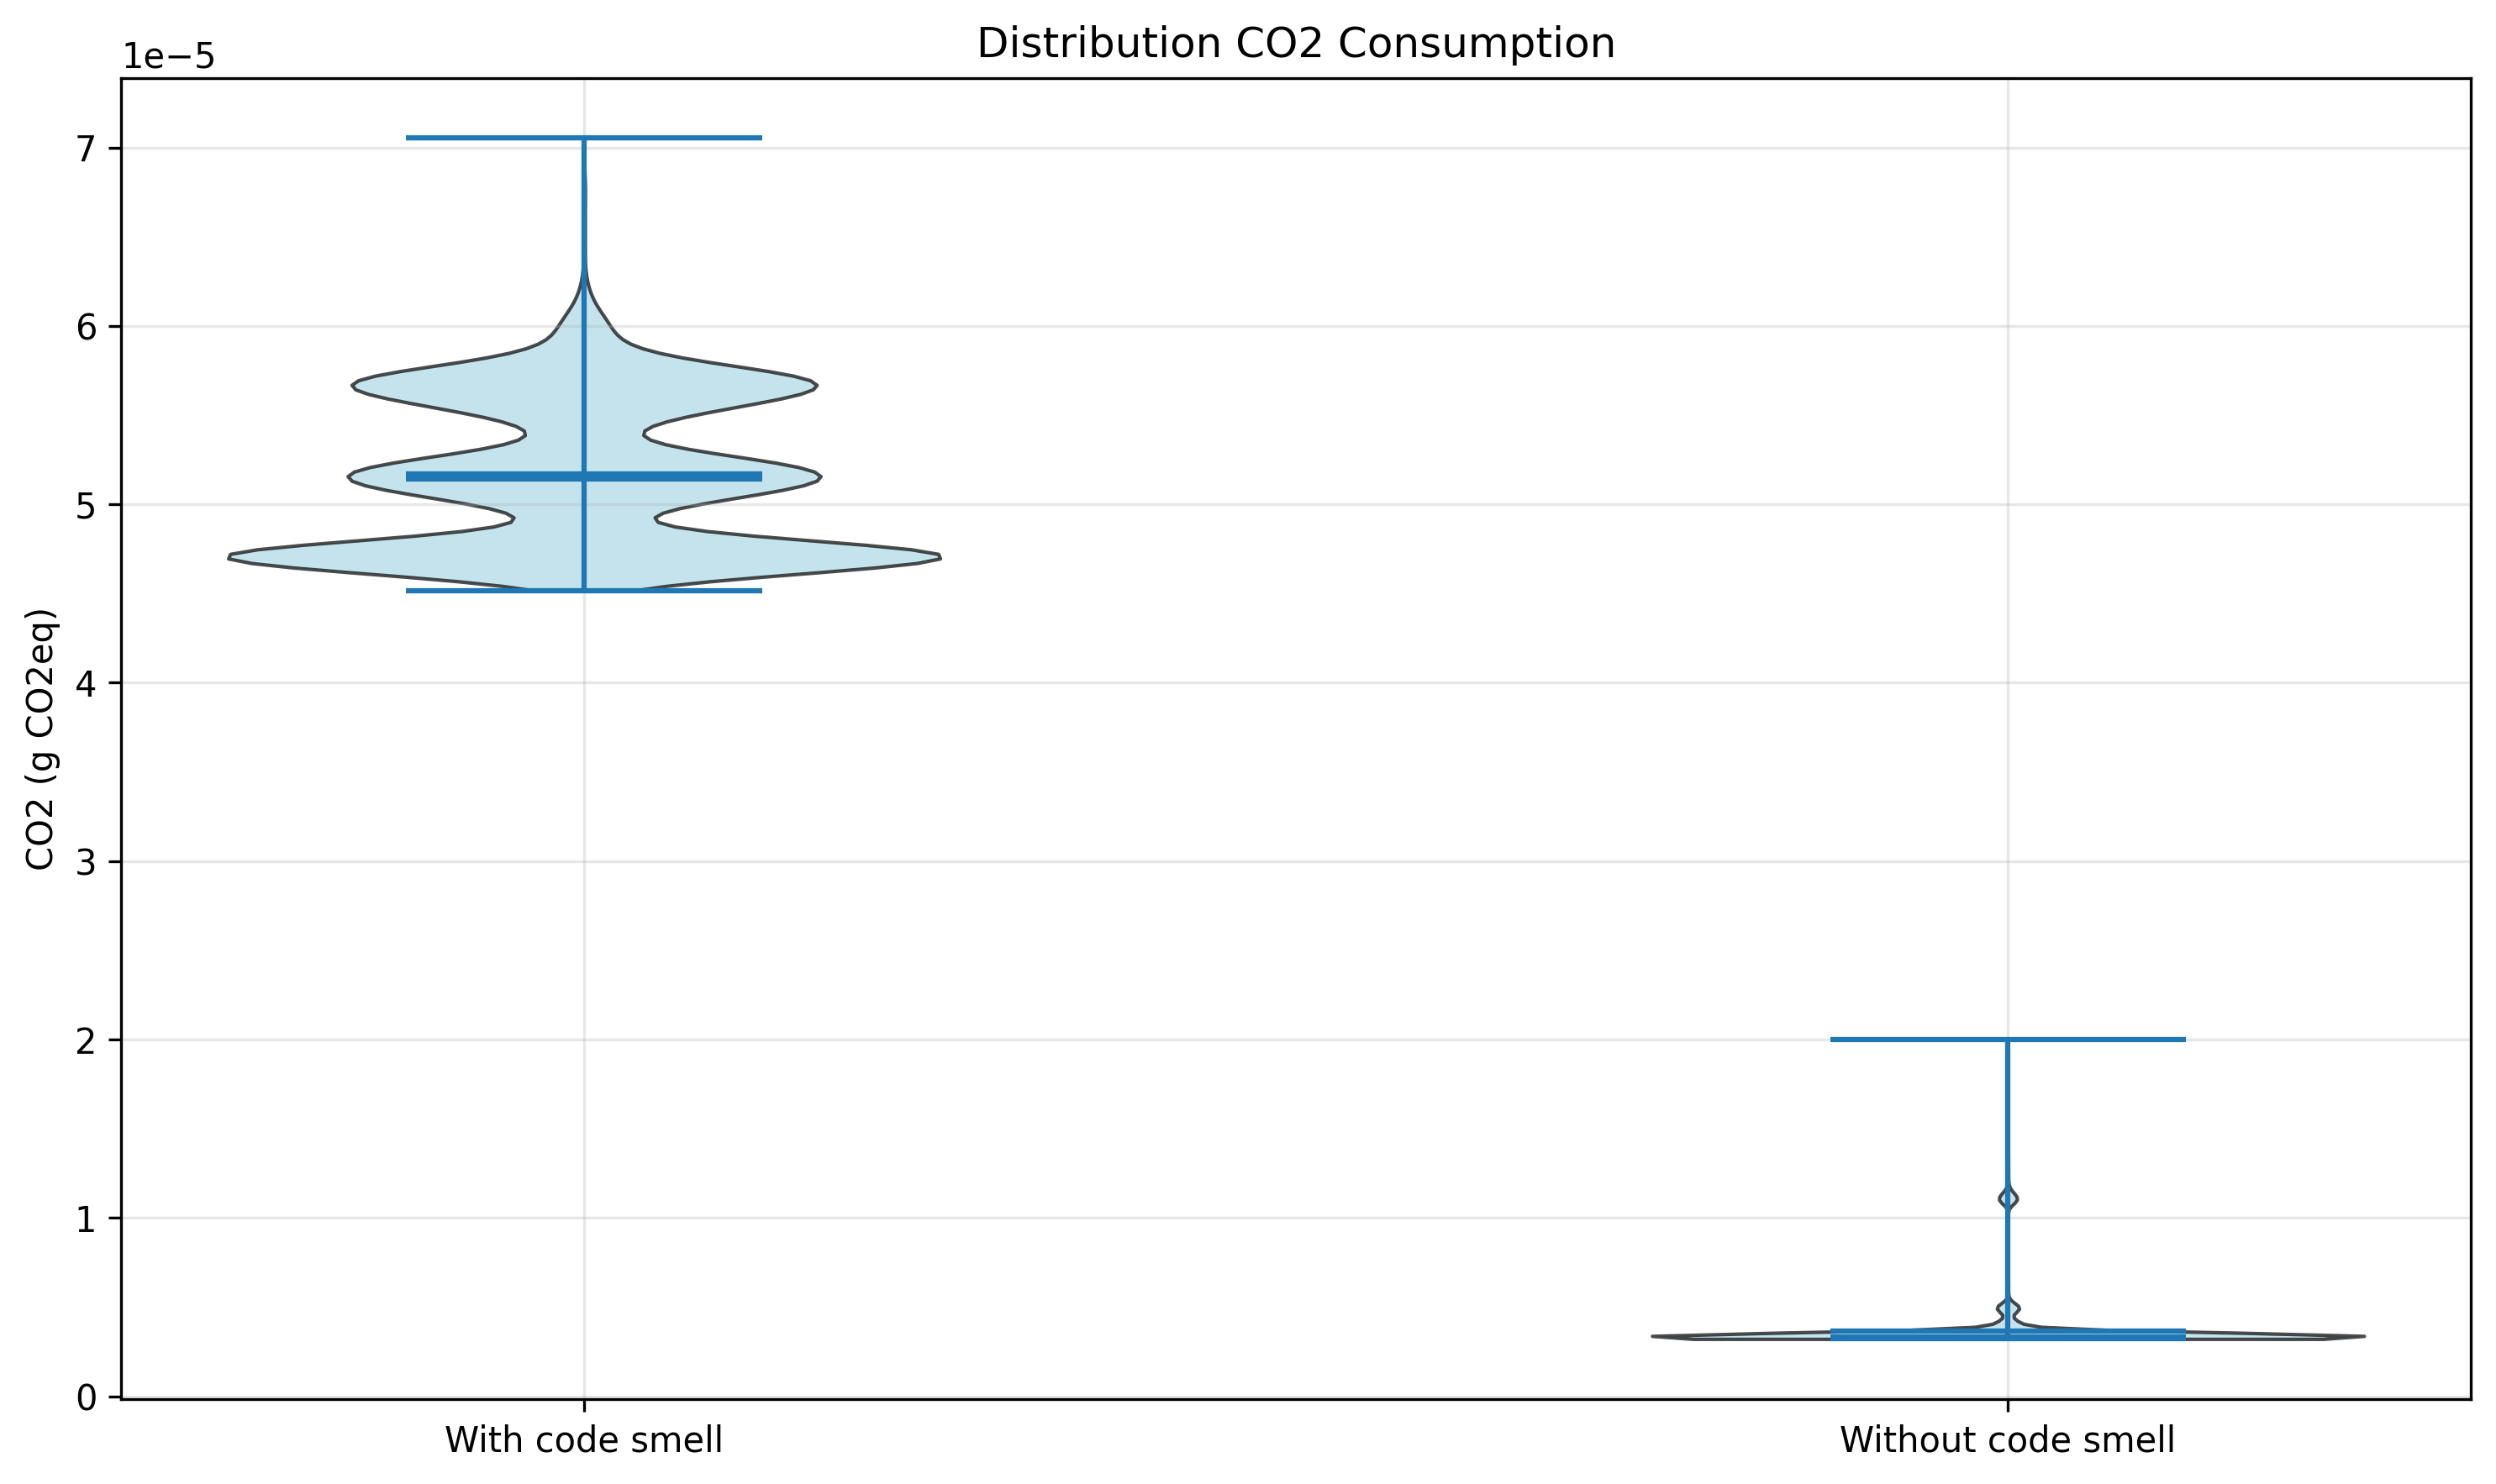 Distribution CO2 Consumption
1e−5
7
6
5
4
3
2
1
0
CO2 (g CO2eq)
With code smell
Without code smell